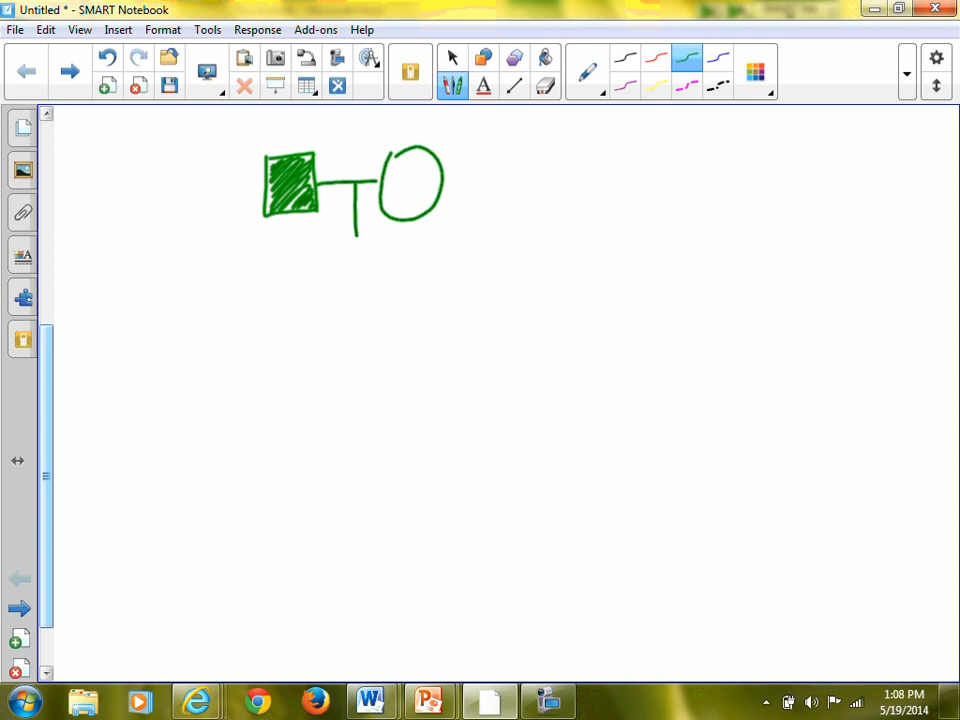 Untitled * - SMART Notebook
File Edit View Insert Format Tools Response Add-ons Help
1:08 PM
5/19/2014